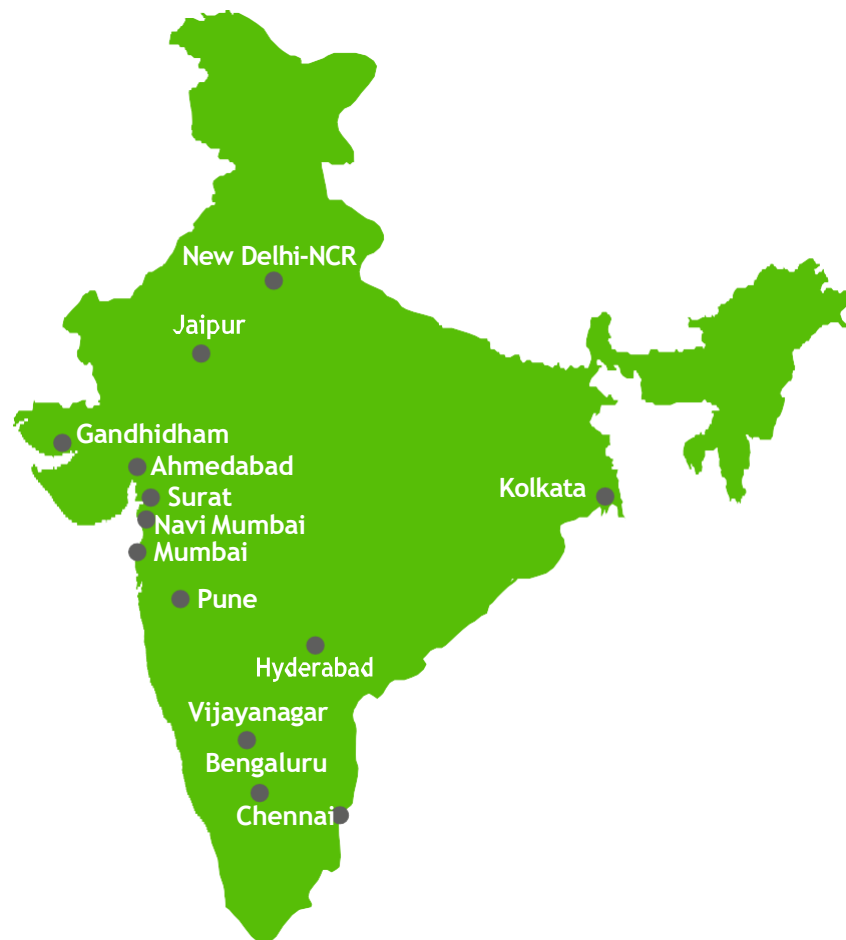 New Delhi-NCR
Jaipur
Gandhidham
Ahmedabad
Surat
Kolkata
Navi Mumbai
Mumbai
Pune
Hyderabad
Vijayanagar
Bengaluru
Chennai